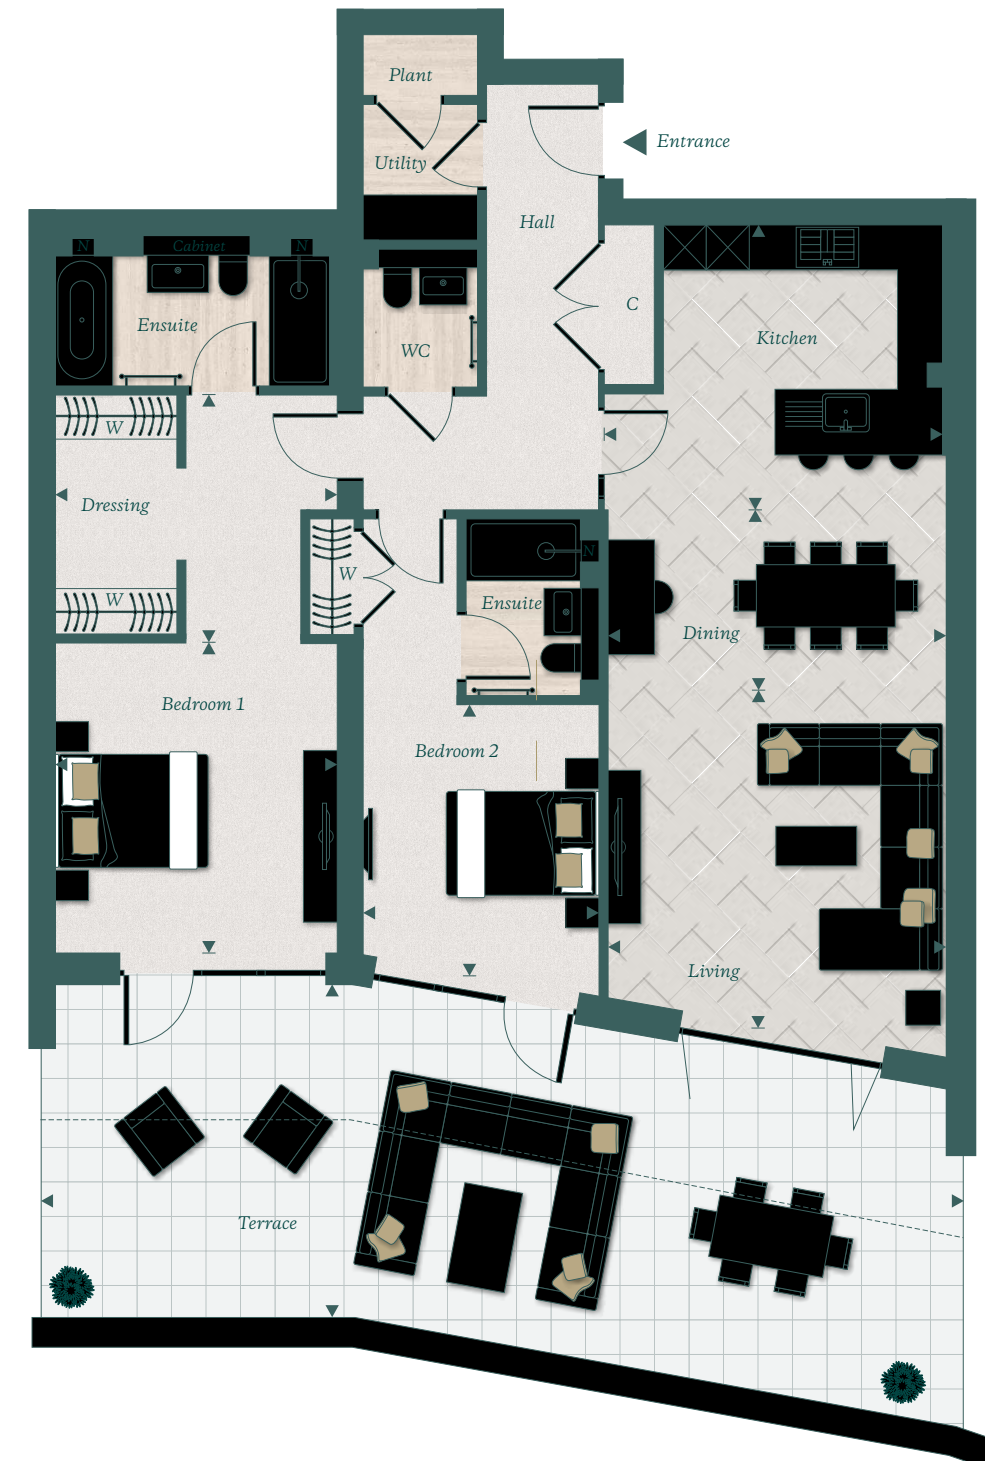 Plant
Entrance
Utility
Hall
N
Cabinet
N
C
Ensuite
Kitchen
WC
W
Dressing
N
W
W
Ensuite
Dining
Bedroom 1
Bedroom 2
Living
Terrace